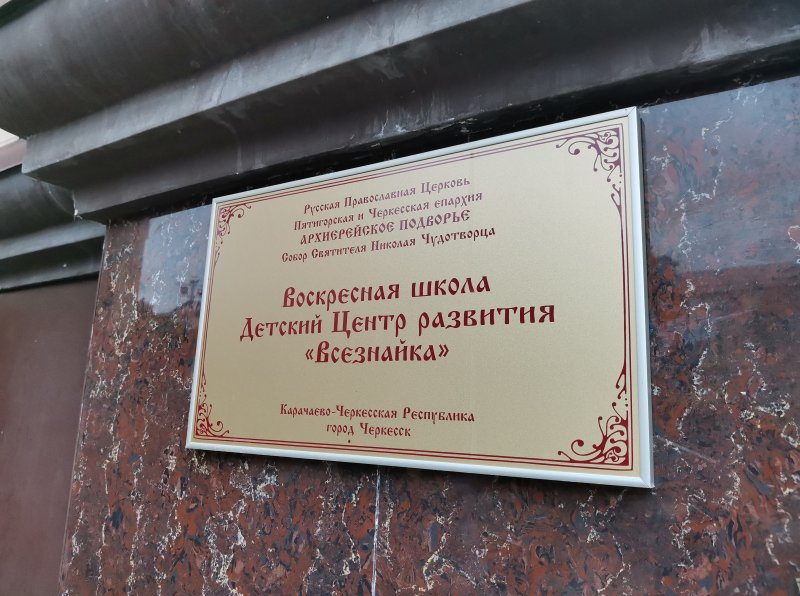 Русская Православная Церковь
Пятигорская и Черкесская епархия
АРХИЕРЕЙСКОЕ ПОДВОРЬЕ
Собор Святителя Николая Чудотворца
Воскресная школа
Детский Центр развития
«Всезнайка»
Карачаево-Черкесская Республика
город Черкесск